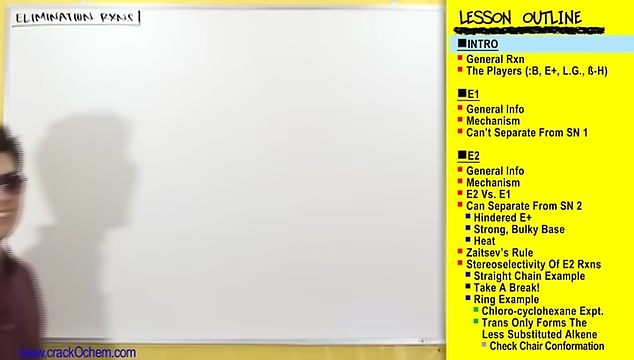 ELIMINATION RXNS
LESSON OUTLINE
INTRO
General Rxn
The Players (:B, E+, L.G., ß-H)
E1
General Info
Mechanism
Can't Separate From SN 1
E2
General Info
Mechanism
E2 Vs. E1
Can Separate From SN 2
Hindered E+
Strong, Bulky Base
Heat
Zaitsev's Rule
Stereoselectivity Of E2 Rxns
Straight Chain Example
Take A Break!
Ring Example
Chloro-cyclohexane Expt.
Trans Only Forms The
Less Substituted Alkene
Check Chair Conformation
www.crackOchem.com